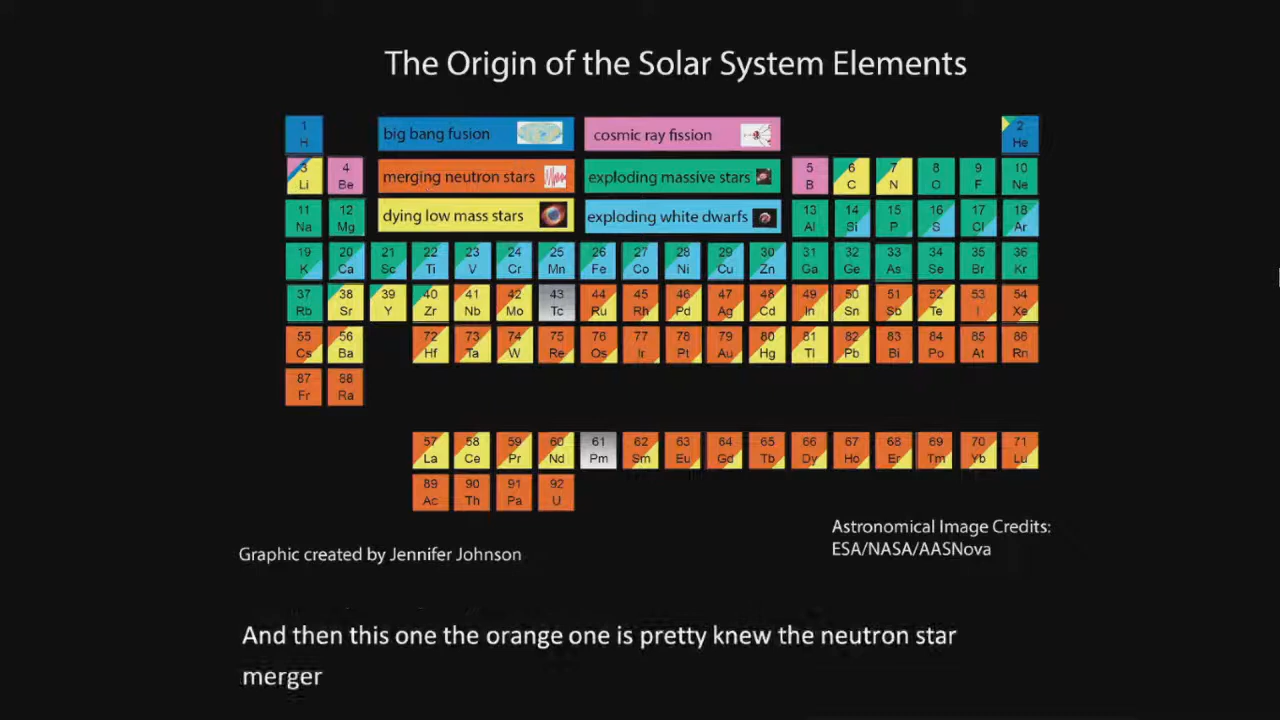 The Origin of the Solar System Elements
1 big bang fusion cosmic ray fission 2
H He
3 4 merging neutron stars exploding massive stars 5 6 7 8 9 10
Li Be B C N O F Ne
11 12 dying low mass stars exploding white dwarfs 13 14 15 16 17 18
Na Mg Al Si P S Cl Ar
19 20 21 22 23 24 25 26 27 28 29 30 31 32 33 34 35 36
K Ca Sc Ti V Cr Mn Fe Co Ni Cu Zn Ga Ge As Se Br Kr
37 38 39 40 41 42 43 44 45 46 47 48 49 50 51 52 53 54
Rb Sr Y Zr Nb Mo Tc Ru Rh Pd Ag Cd In Sn Sb Te I Xe
55 56 72 73 74 75 76 77 78 79 80 81 82 83 84 85 86
Cs Ba Hf Ta W Re Os Ir Pt Au Hg Tl Pb Bi Po At Rn
87 88
Fr Ra
57 58 59 60 61 62 63 64 65 66 67 68 69 70 71
La Ce Pr Nd Pm Sm Eu Gd Tb Dy Ho Er Tm Yb Lu
89 90 91 92
Ac Th Pa U
Graphic created by Jennifer Johnson
Astronomical Image Credits:
ESA/NASA/AASNova
And then this one the orange one is pretty knew the neutron star
merger